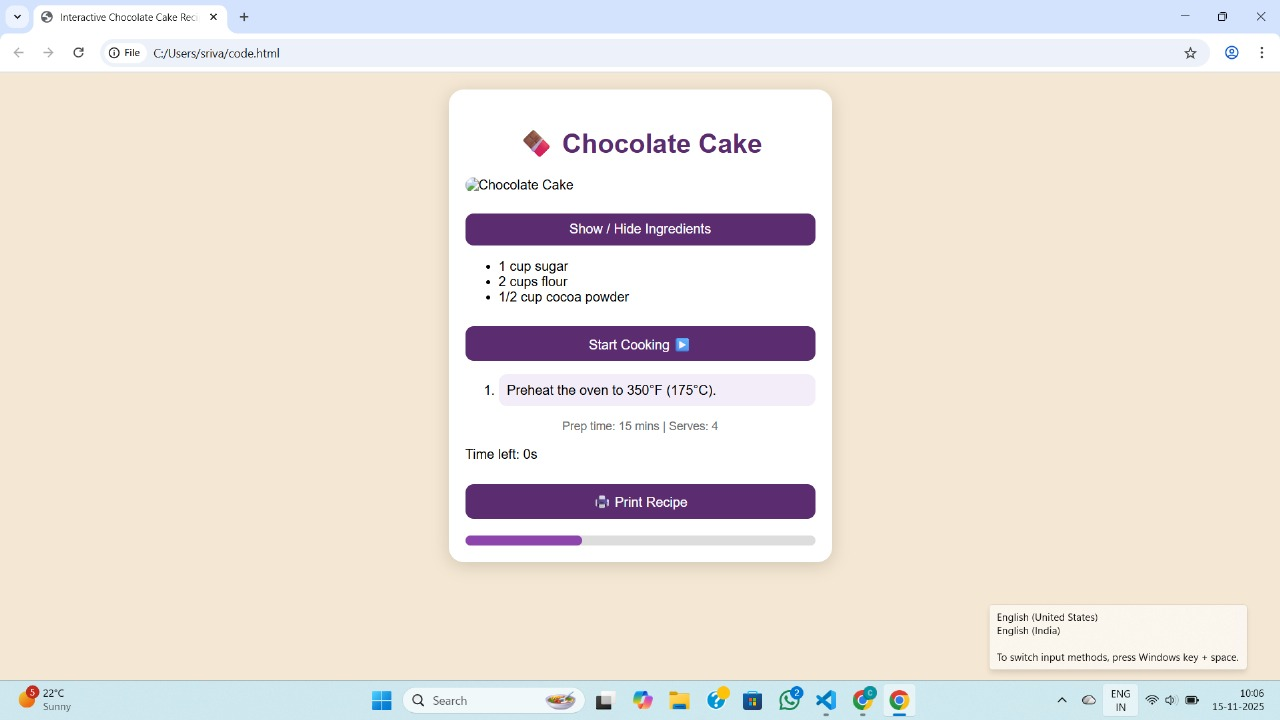 Interactive Chocolate Cake Reci
File
C:/Users/sriva/code.html
Chocolate Cake
Chocolate Cake
Show / Hide Ingredients
• 1 cup sugar
• 2 cups flour
• 1/2 cup cocoa powder
Start Cooking
1. Preheat the oven to 350°F (175°C).
Prep time: 15 mins | Serves: 4
Time left: 0s
Print Recipe
English (United States)
English (India)
To switch input methods, press Windows key + space.
5
22°C
Sunny
Search
2
C
ENG
IN
10:06
15-11-2025